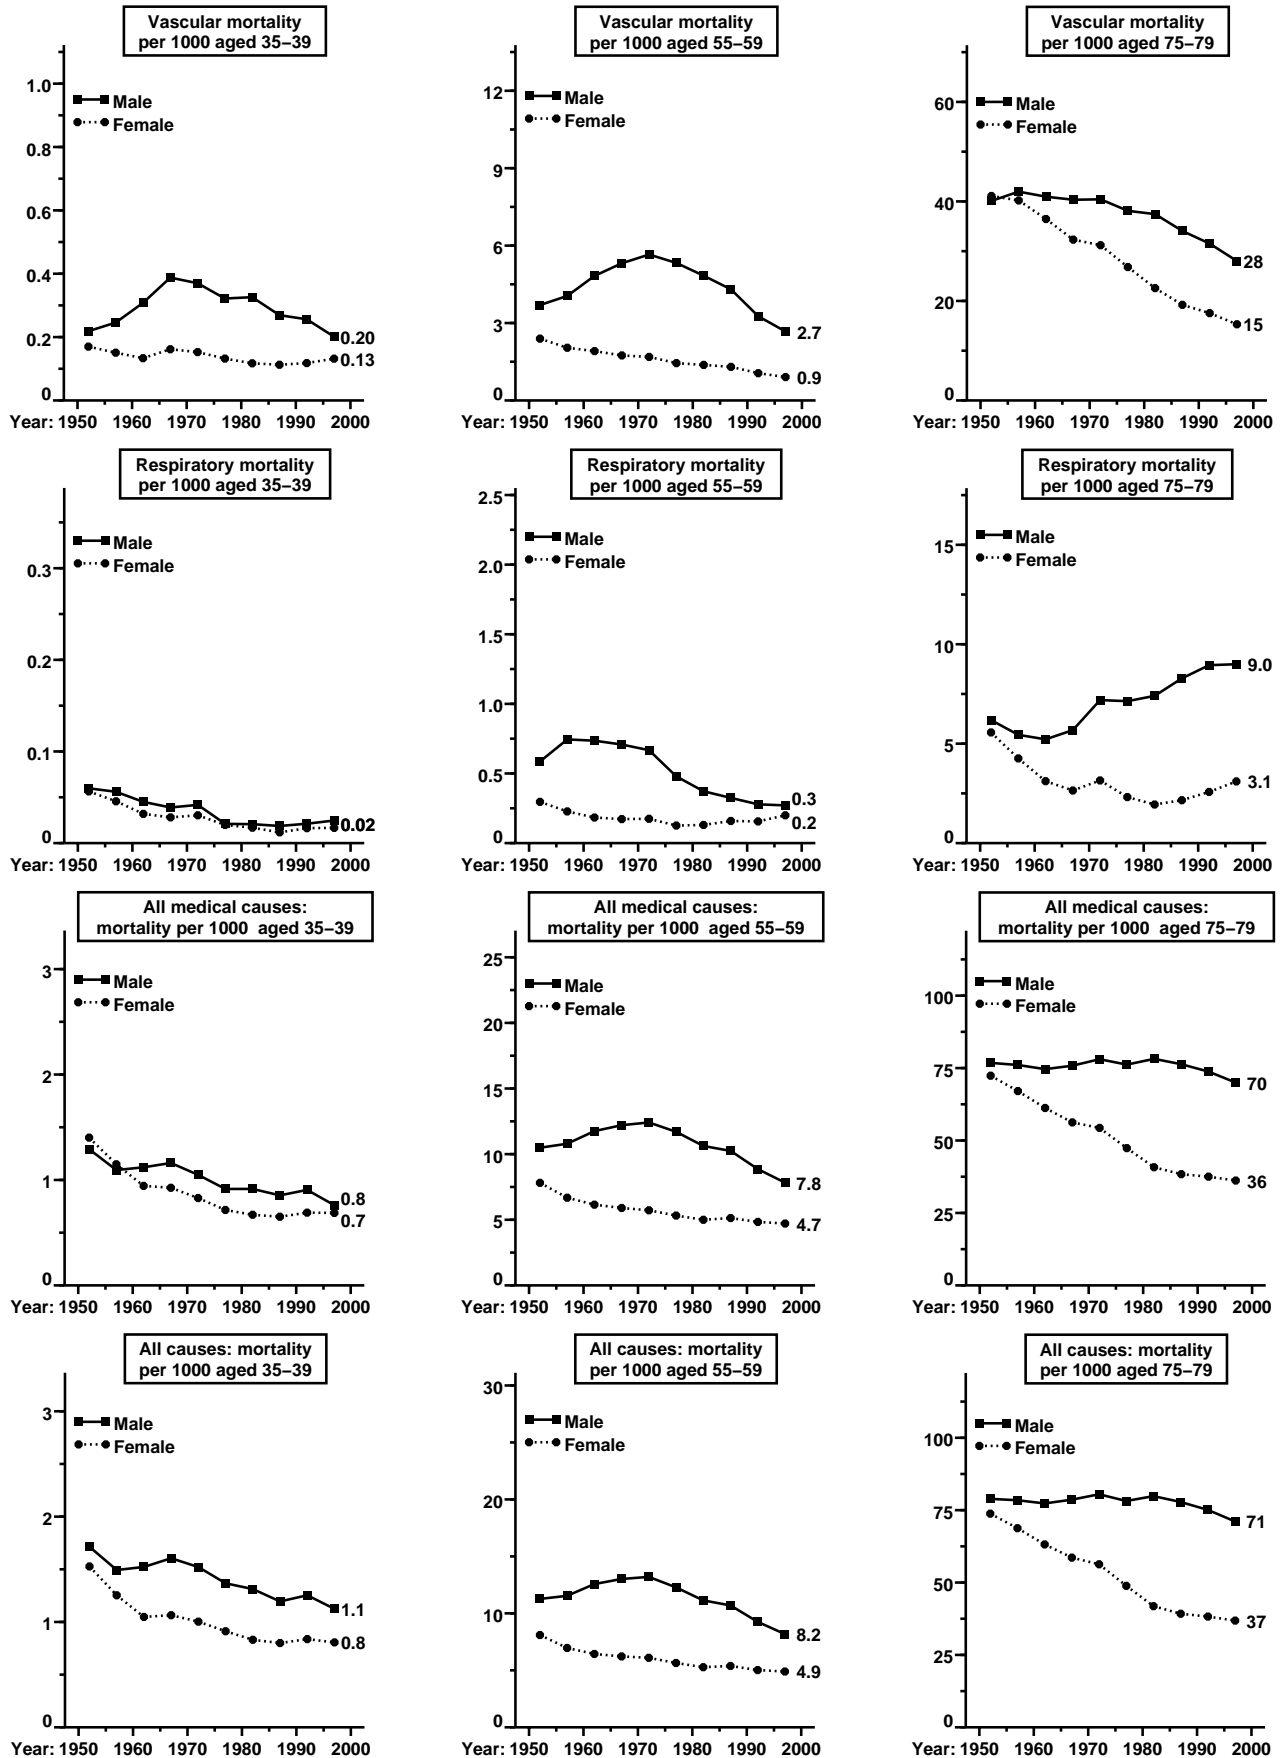 Vascular mortality
per 1000 aged 35–39
1.0
0.8
0.6
0.4
0.2
0
Male
Female
0.20
0.13
Year: 1950 1960 1970 1980 1990 2000
Vascular mortality
per 1000 aged 55–59
12
9
6
3
0
Male
Female
2.7
0.9
Year: 1950 1960 1970 1980 1990 2000
Vascular mortality
per 1000 aged 75–79
60
40
20
0
Male
Female
28
15
Year: 1950 1960 1970 1980 1990 2000
Respiratory mortality
per 1000 aged 35–39
0.3
0.2
0.1
0
Male
Female
0.02
Year: 1950 1960 1970 1980 1990 2000
Respiratory mortality
per 1000 aged 55–59
2.5
2.0
1.5
1.0
0.5
0
Male
Female
0.3
0.2
Year: 1950 1960 1970 1980 1990 2000
Respiratory mortality
per 1000 aged 75–79
15
10
5
0
Male
Female
9.0
3.1
Year: 1950 1960 1970 1980 1990 2000
All medical causes:
mortality per 1000 aged 35–39
3
2
1
0
Male
Female
0.8
0.7
Year: 1950 1960 1970 1980 1990 2000
All medical causes:
mortality per 1000 aged 55–59
25
20
15
10
5
0
Male
Female
7.8
4.7
Year: 1950 1960 1970 1980 1990 2000
All medical causes:
mortality per 1000 aged 75–79
100
75
50
25
0
Male
Female
70
36
Year: 1950 1960 1970 1980 1990 2000
All causes: mortality
per 1000 aged 35–39
3
2
1
0
Male
Female
1.1
0.8
Year: 1950 1960 1970 1980 1990 2000
All causes: mortality
per 1000 aged 55–59
30
20
10
0
Male
Female
8.2
4.9
Year: 1950 1960 1970 1980 1990 2000
All causes: mortality
per 1000 aged 75–79
100
75
50
25
0
Male
Female
71
37
Year: 1950 1960 1970 1980 1990 2000